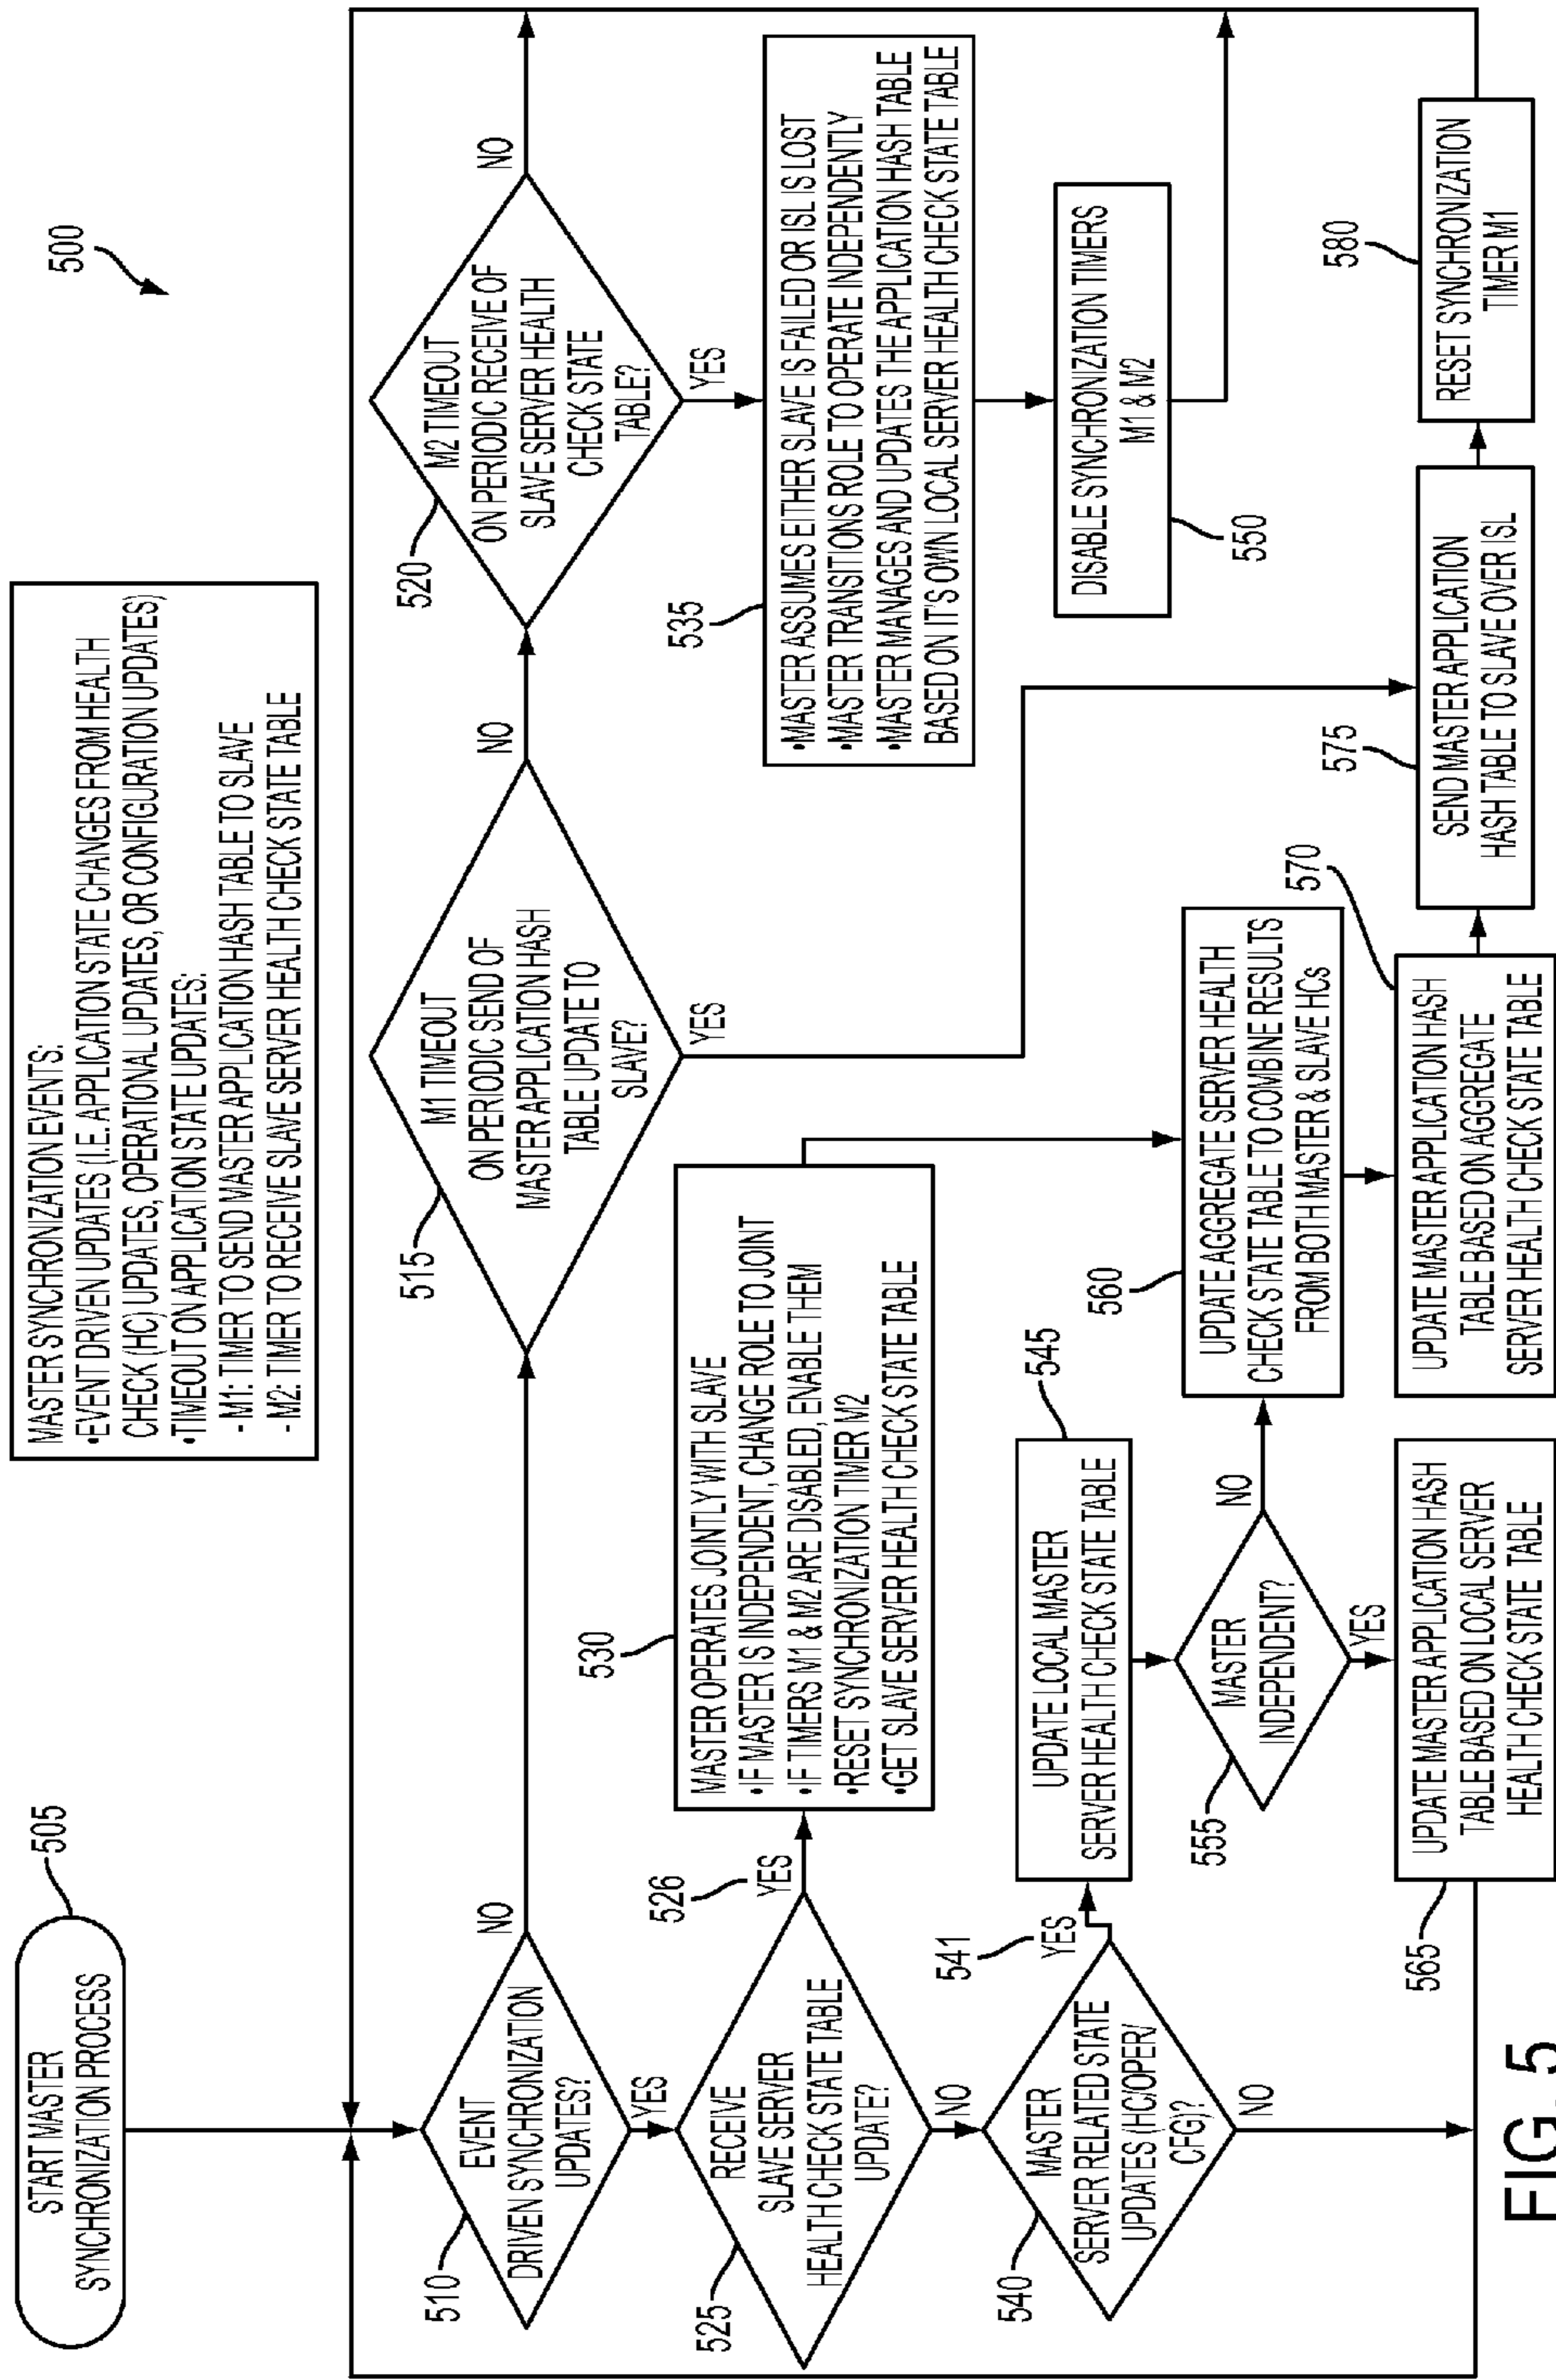 500
MASTER SYNCHRONIZATION EVENTS:
•EVENT DRIVEN UPDATES (I.E. APPLICATION STATE CHANGES FROM HEALTH
CHECK (HC) UPDATES, OPERATIONAL UPDATES, OR CONFIGURATION UPDATES)
•TIMEOUT ON APPLICATION STATE UPDATES:
- M1: TIMER TO SEND MASTER APPLICATION HASH TABLE TO SLAVE
- M2: TIMER TO RECEIVE SLAVE SERVER HEALTH CHECK STATE TABLE
START MASTER
SYNCHRONIZATION PROCESS
505
EVENT
DRIVEN SYNCHRONIZATION
UPDATES?
510
NO
YES
M1 TIMEOUT
ON PERIODIC SEND OF
MASTER APPLICATION HASH
TABLE UPDATE TO
SLAVE?
515
NO
YES
M2 TIMEOUT
ON PERIODIC RECEIVE OF
SLAVE SERVER HEALTH
CHECK STATE
TABLE?
520
NO
YES
RECEIVE
SLAVE SERVER
HEALTH CHECK STATE TABLE
UPDATE?
525
526
YES
NO
530
MASTER OPERATES JOINTLY WITH SLAVE
•IF MASTER IS INDEPENDENT, CHANGE ROLE TO JOINT
•IF TIMERS M1 & M2 ARE DISABLED, ENABLE THEM
•RESET SYNCHRONIZATION TIMER M2
•GET SLAVE SERVER HEALTH CHECK STATE TABLE
535
•MASTER ASSUMES EITHER SLAVE IS FAILED OR ISL IS LOST
•MASTER TRANSITIONS ROLE TO OPERATE INDEPENDENTLY
•MASTER MANAGES AND UPDATES THE APPLICATION HASH TABLE
BASED ON IT'S OWN LOCAL SERVER HEALTH CHECK STATE TABLE
MASTER
SERVER RELATED STATE
UPDATES (HC/OPER/
CFG)?
540
541
YES
NO
UPDATE LOCAL MASTER
SERVER HEALTH CHECK STATE TABLE
545
DISABLE SYNCHRONIZATION TIMERS
M1 & M2
550
MASTER
INDEPENDENT?
555
NO
YES
560
UPDATE AGGREGATE SERVER HEALTH
CHECK STATE TABLE TO COMBINE RESULTS
FROM BOTH MASTER & SLAVE HCs
565
UPDATE MASTER APPLICATION HASH
TABLE BASED ON LOCAL SERVER
HEALTH CHECK STATE TABLE
570
UPDATE MASTER APPLICATION HASH
TABLE BASED ON AGGREGATE
SERVER HEALTH CHECK STATE TABLE
575
SEND MASTER APPLICATION
HASH TABLE TO SLAVE OVER ISL
580
RESET SYNCHRONIZATION
TIMER M1
FIG. 5